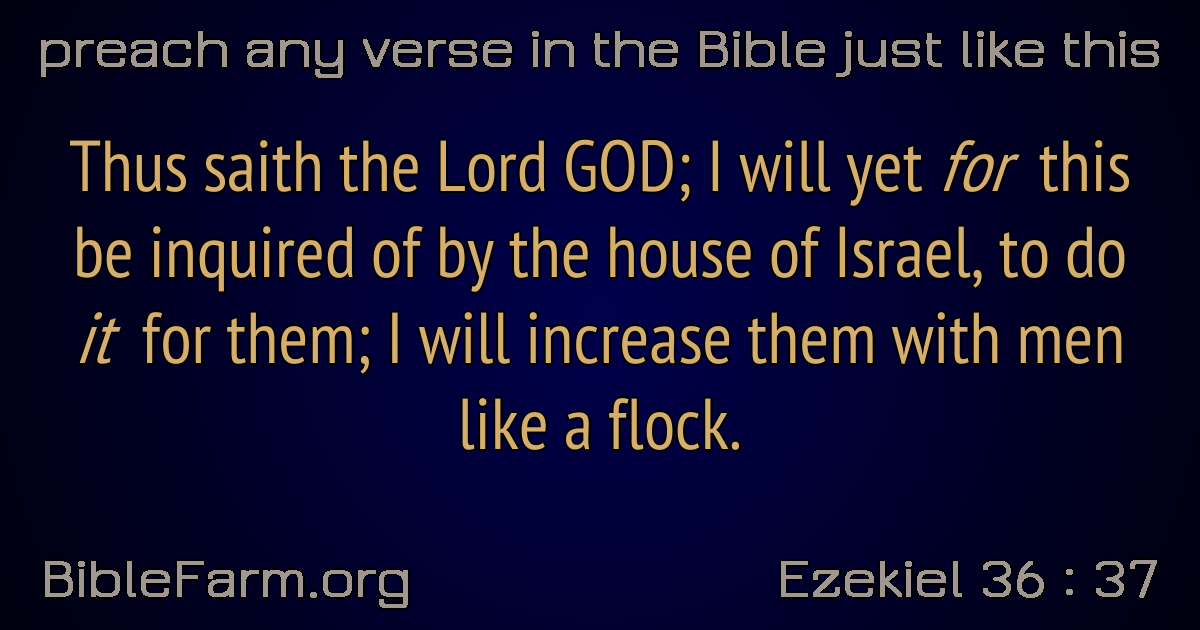 preach any verse in the Bible just like this
Thus saith the Lord GOD; I will yet for this
be inquired of by the house of Israel, to do
it for them; I will increase them with men
like a flock.
BibleFarm.org
Ezekiel 36 : 37